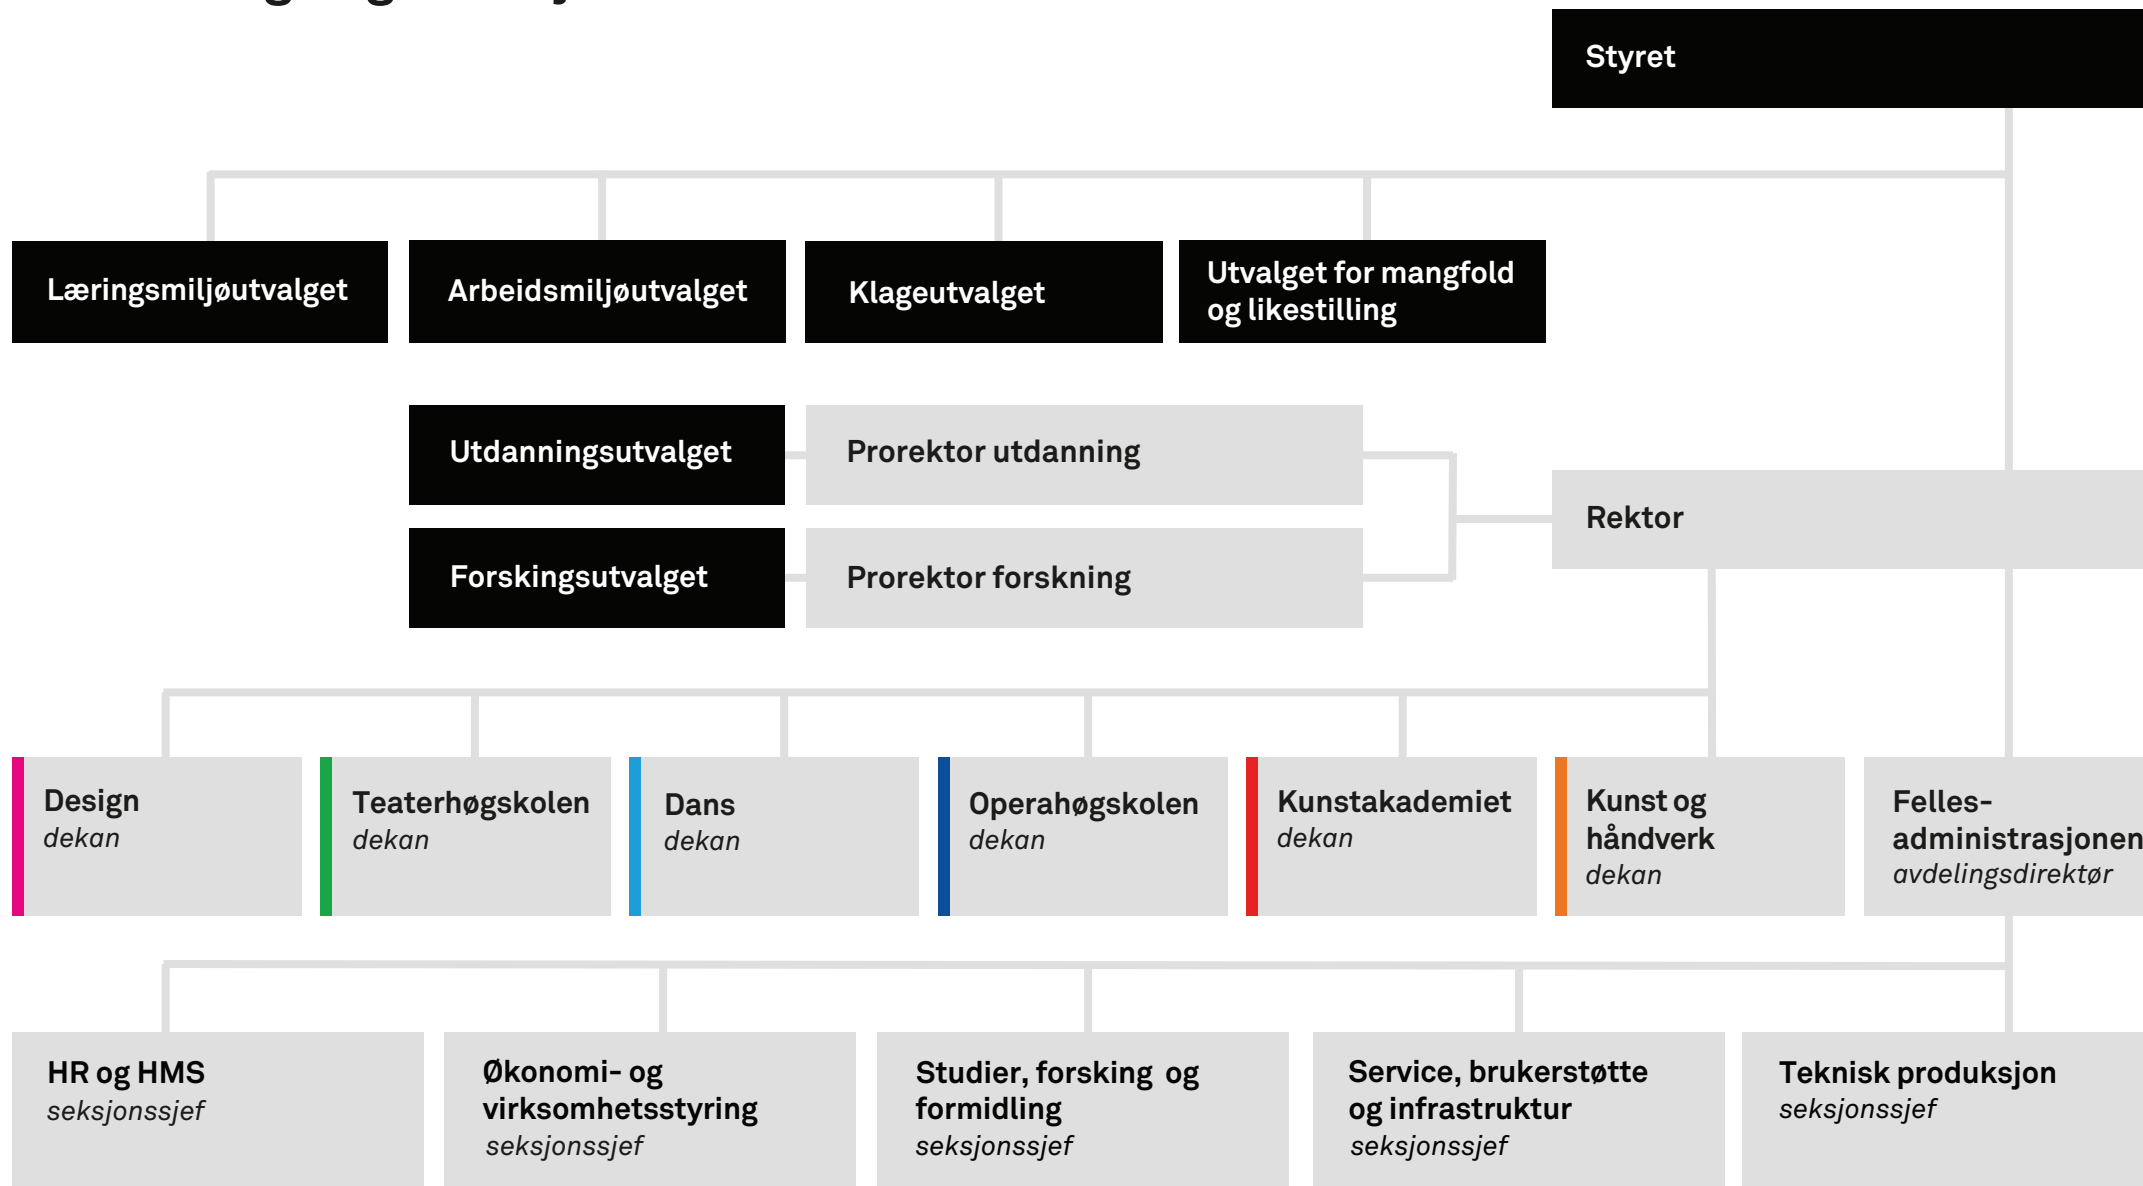 Styret
Læringsmiljøutvalget
Arbeidsmiljøutvalget
Klageutvalget
Utvalget for mangfold
og likestilling
Utdanningsutvalget
Prorektor utdanning
Rektor
Forskingsutvalget
Prorektor forskning
Design
dekan
Teaterhøgskolen
dekan
Dans
dekan
Operahøgskolen
dekan
Kunstakademiet
dekan
Kunst og
håndverk
dekan
Felles-
administrasjonen
avdelingsdirektør
HR og HMS
seksjonssjef
Økonomi- og
virksomhetsstyring
seksjonssjef
Studier, forsking og
formidling
seksjonssjef
Service, brukerstøtte
og infrastruktur
seksjonssjef
Teknisk produksjon
seksjonssjef